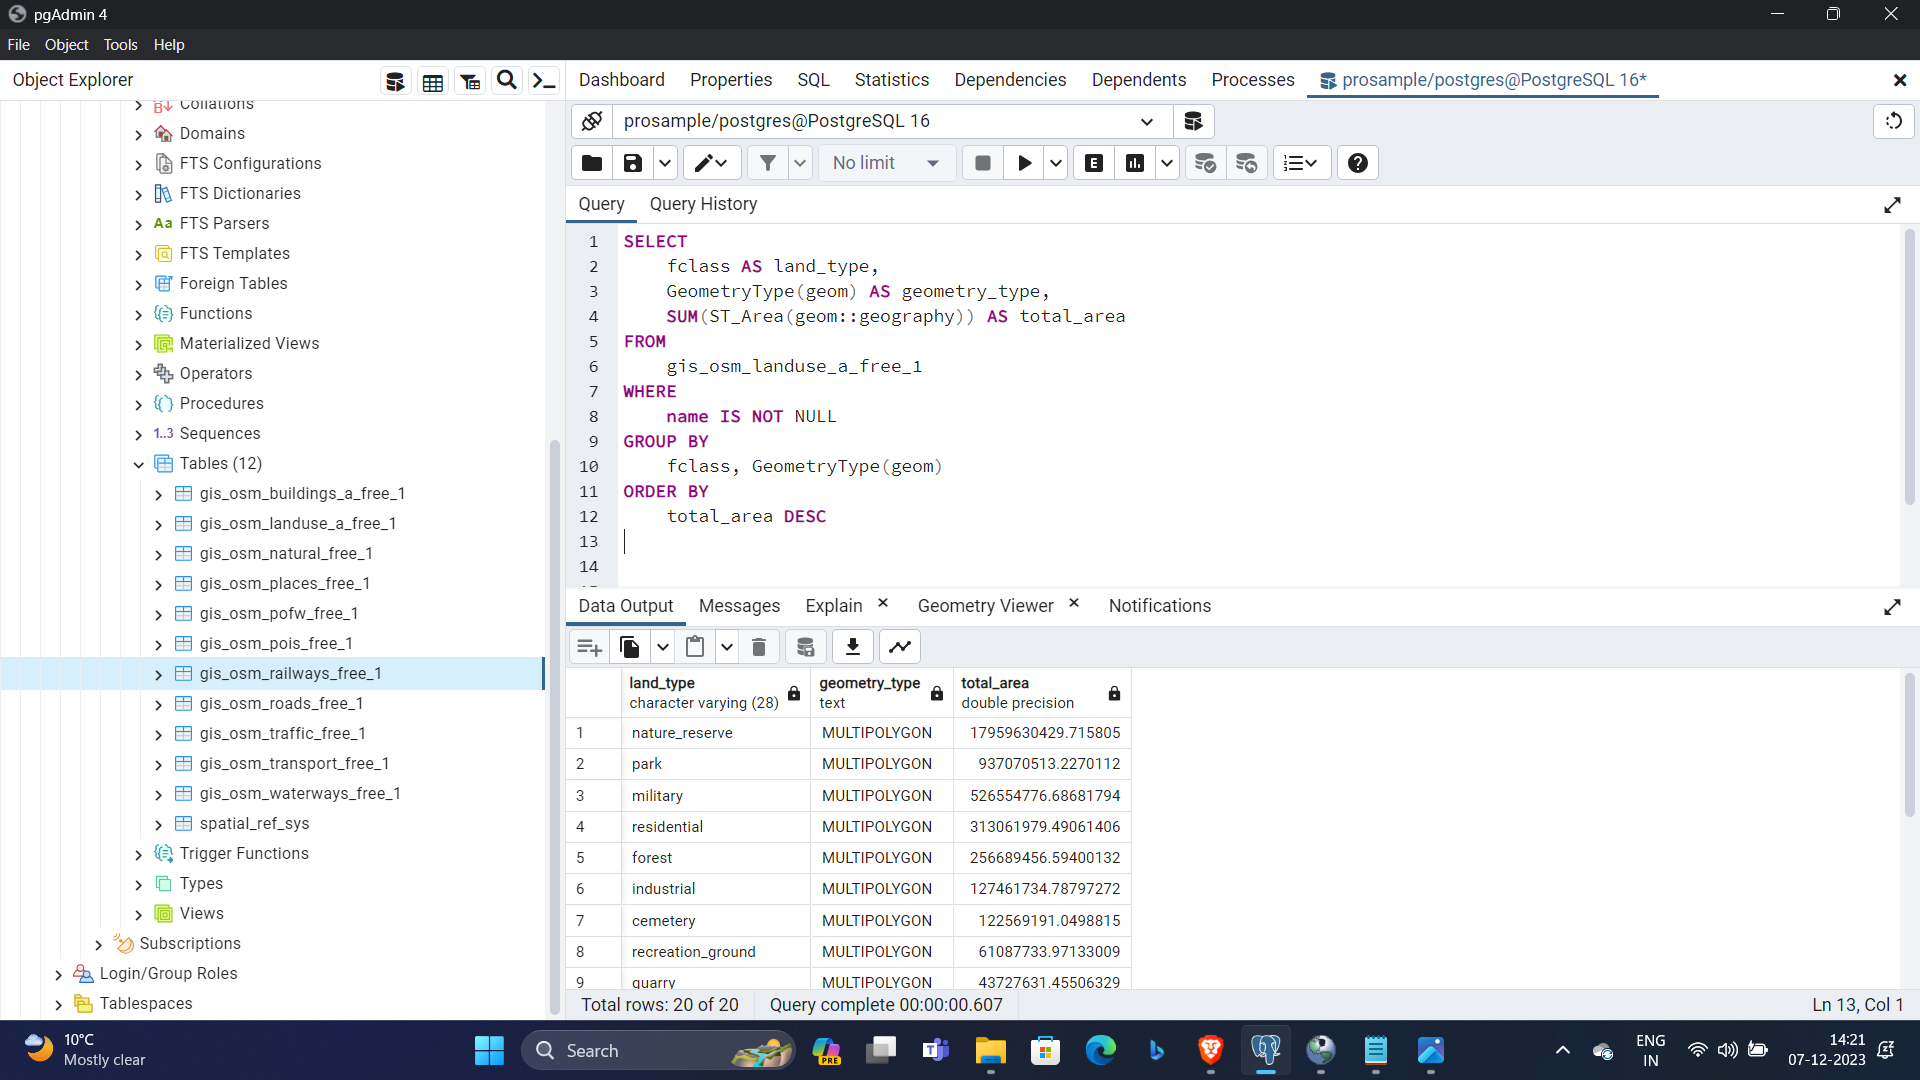 pgAdmin 4
File Object Tools Help
Object Explorer
Collations
Domains
FTS Configurations
FTS Dictionaries
Aa FTS Parsers
FTS Templates
Foreign Tables
Functions
Materialized Views
Operators
Procedures
1..3 Sequences
Tables (12)
gis_osm_buildings_a_free_1
gis_osm_landuse_a_free_1
gis_osm_natural_free_1
gis_osm_places_free_1
gis_osm_pofw_free_1
gis_osm_pois_free_1
gis_osm_railways_free_1
gis_osm_roads_free_1
gis_osm_traffic_free_1
gis_osm_transport_free_1
gis_osm_waterways_free_1
spatial_ref_sys
Trigger Functions
Types
Views
Subscriptions
Login/Group Roles
Tablespaces
Dashboard Properties SQL Statistics Dependencies Dependents Processes prosample/postgres@PostgreSQL 16*
prosample/postgres@PostgreSQL 16
No limit E
Query Query History
1 SELECT
2 fclass AS land_type,
3 GeometryType(geom) AS geometry_type,
4 SUM(ST_Area(geom::geography)) AS total_area
5 FROM
6 gis_osm_landuse_a_free_1
7 WHERE
8 name IS NOT NULL
9 GROUP BY
10 fclass, GeometryType(geom)
11 ORDER BY
12 total_area DESC
13
14
Data Output Messages Explain Geometry Viewer Notifications
land_type geometry_type total_area
character varying (28) text double precision
1 nature_reserve MULTIPOLYGON 17959630429.715805
2 park MULTIPOLYGON 937070513.2270112
3 military MULTIPOLYGON 526554776.68681794
4 residential MULTIPOLYGON 313061979.49061406
5 forest MULTIPOLYGON 256689456.59400132
6 industrial MULTIPOLYGON 127461734.78797272
7 cemetery MULTIPOLYGON 122569191.0498815
8 recreation_ground MULTIPOLYGON 61087733.97133009
9 quarry MULTIPOLYGON 43727631.45506329
Total rows: 20 of 20 Query complete 00:00:00.607 Ln 13, Col 1
10°C
Mostly clear
Search
PRE
ENG
IN
14:21
07-12-2023